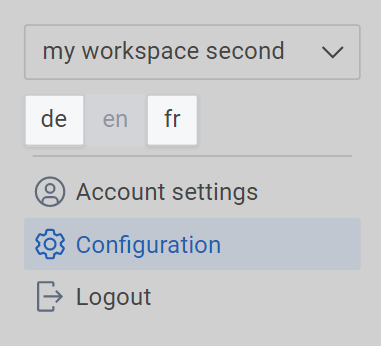 my workspace second
de en fr
Account settings
Configuration
Logout